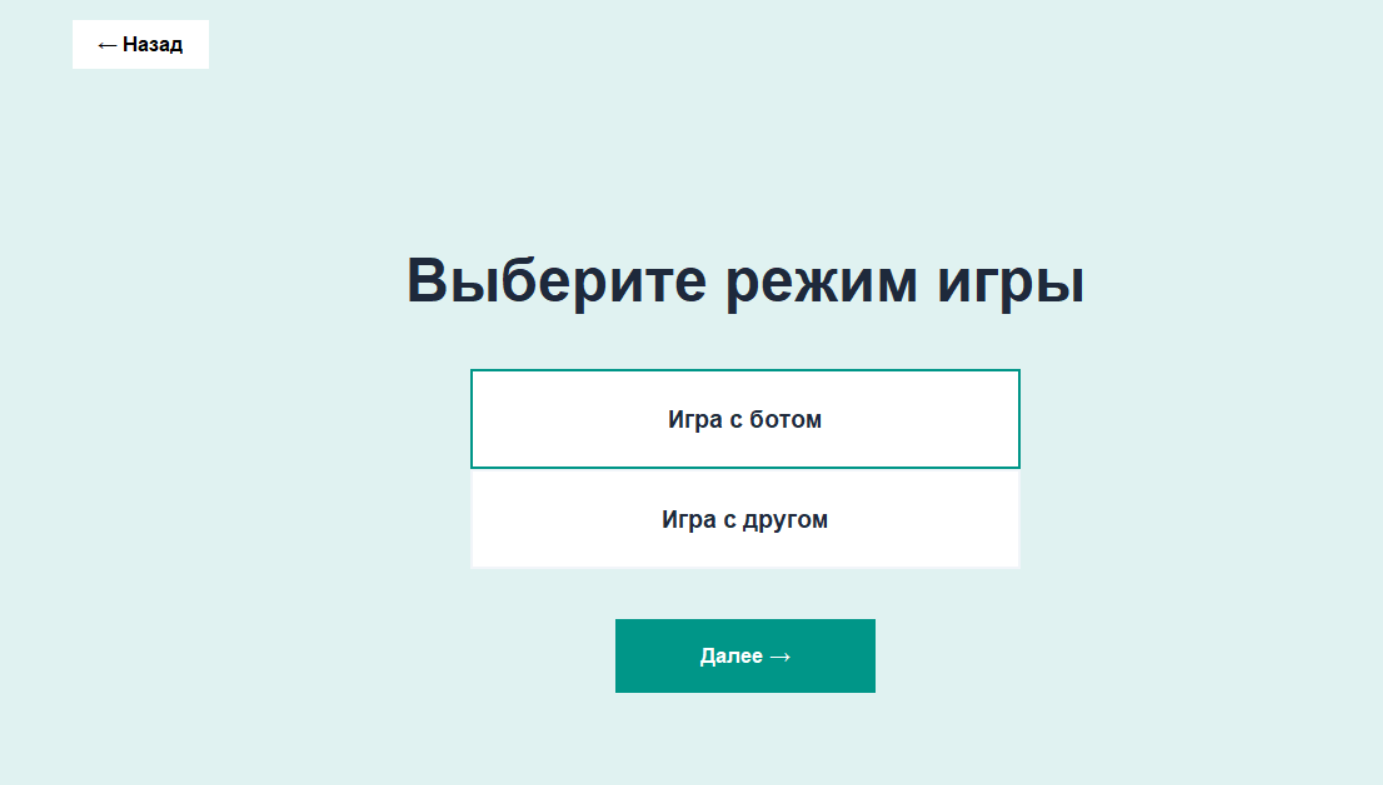 ← Назад
Выберите режим игры
Игра с ботом
Игра с другом
Далее →